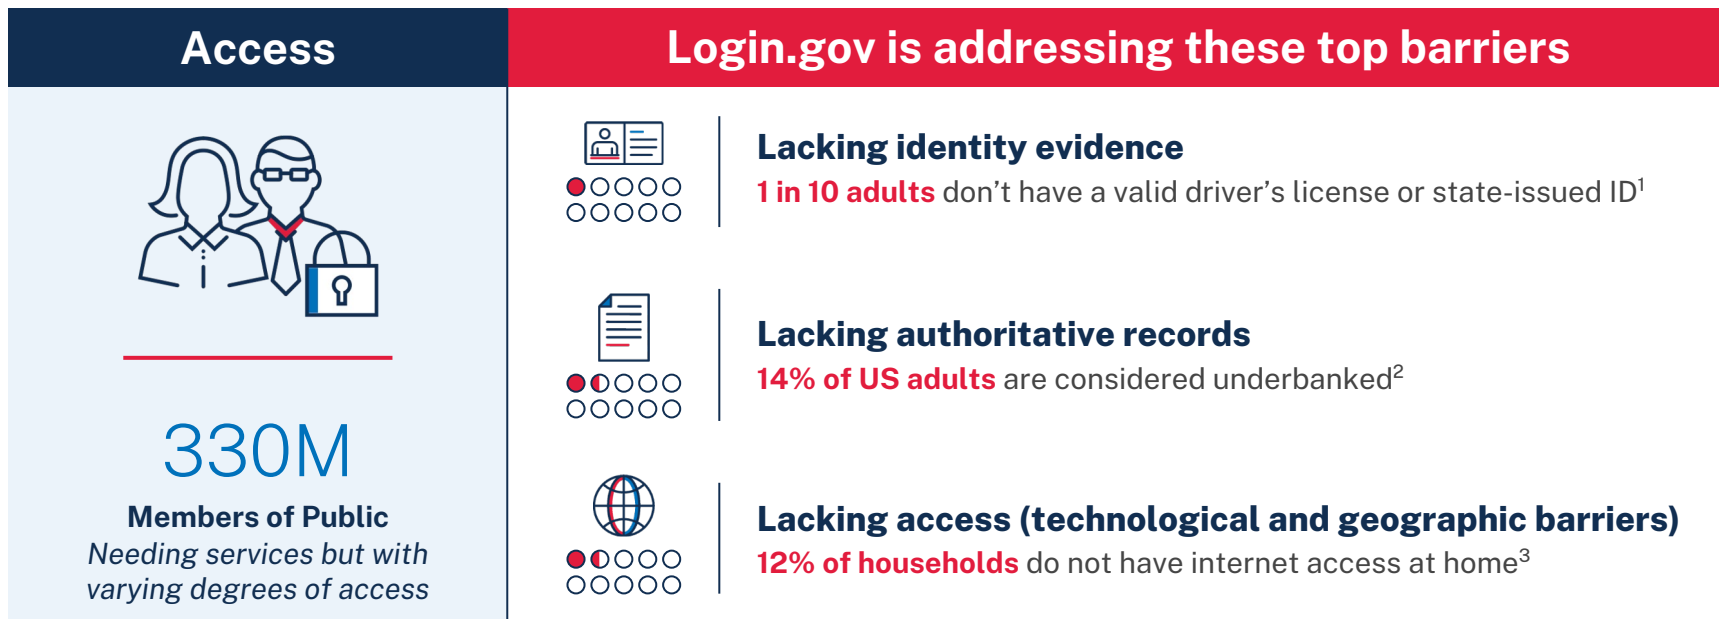 Access
330M
Members of Public
Needing services but with
varying degrees of access
Login.gov is addressing these top barriers
Lacking identity evidence
1 in 10 adults don’t have a valid driver’s license or state-issued ID¹
Lacking authoritative records
14% of US adults are considered underbanked²
Lacking access (technological and geographic barriers)
12% of households do not have internet access at home³